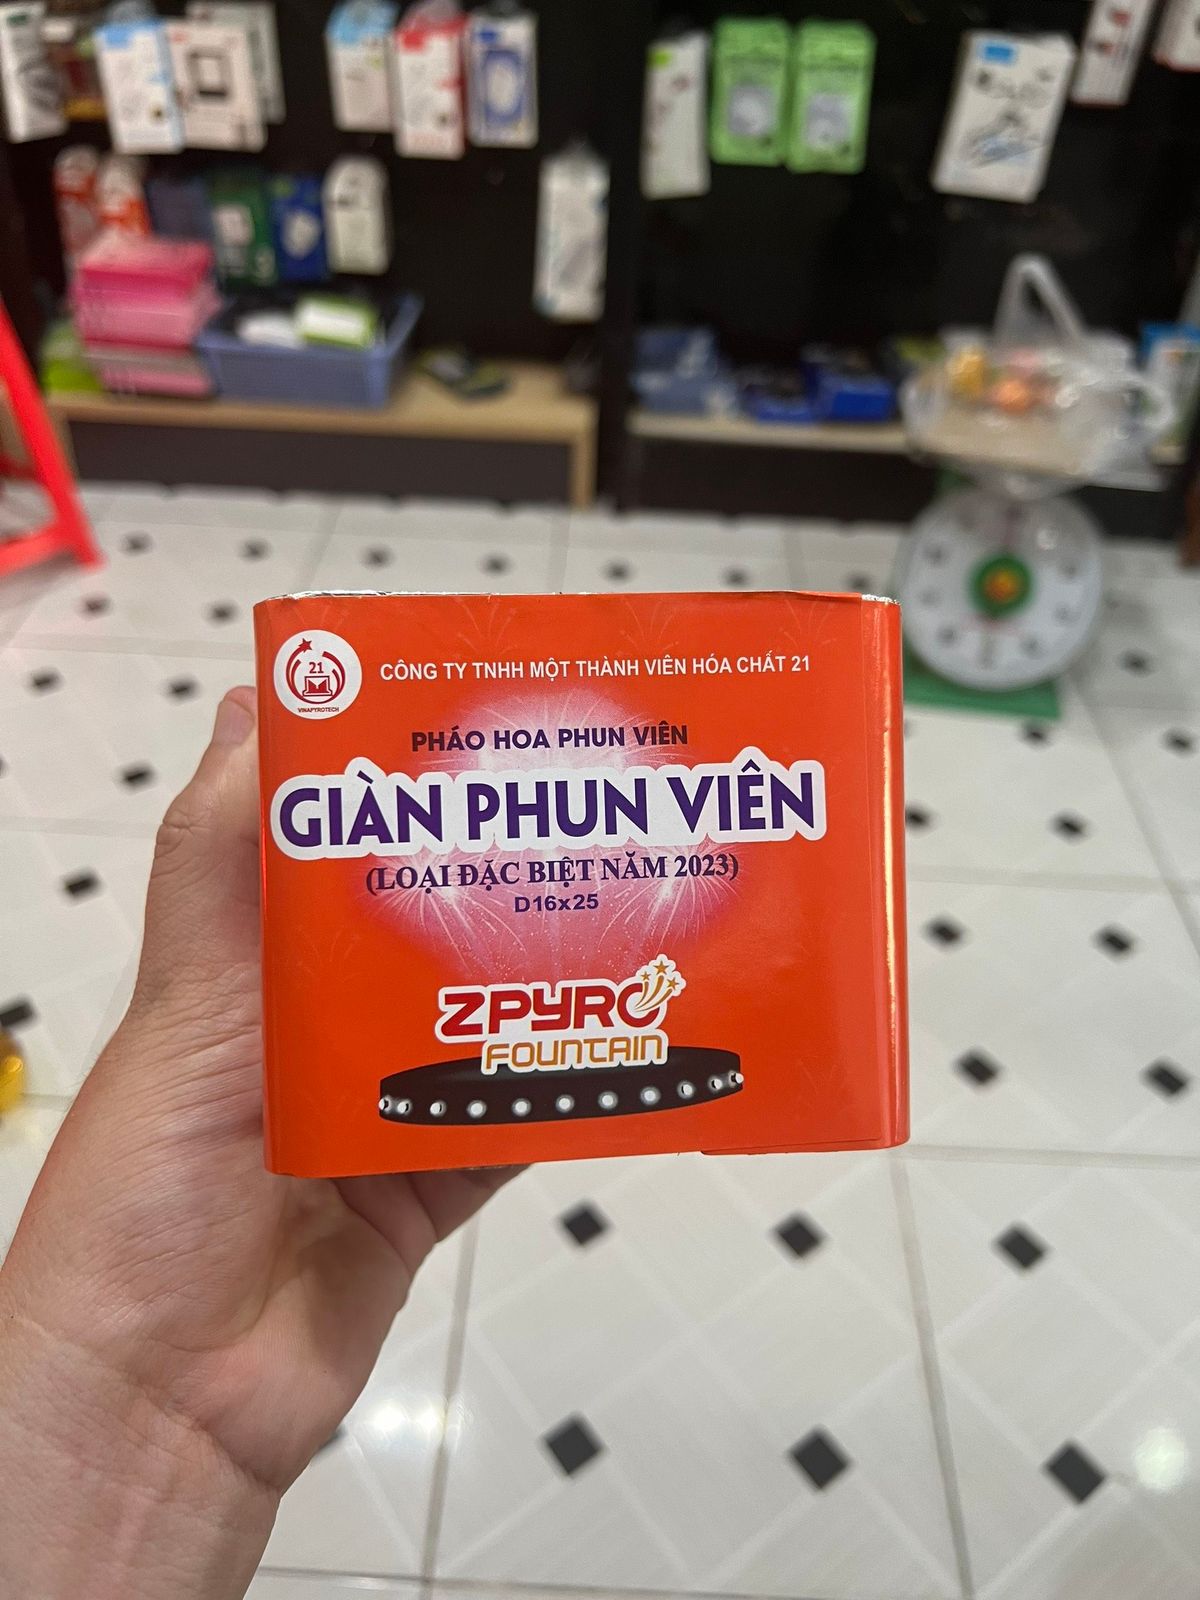 21
VINAPYROTECH
CÔNG TY TNHH MỘT THÀNH VIÊN HÓA CHẤT 21
PHÁO HOA PHUN VIÊN
GIÀN PHUN VIÊN
(LOẠI ĐẶC BIỆT NĂM 2023)
D16x25
ZPYRO
FOUNTAIN